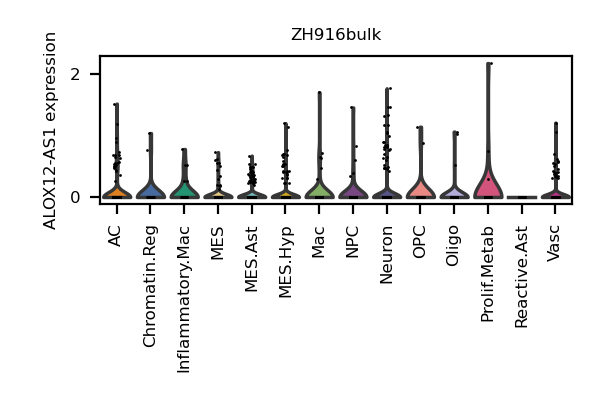 ZH916bulk
ALOX12-AS1 expression
2
0
AC
Chromatin.Reg
Inflammatory.Mac
MES
MES.Ast
MES.Hyp
Mac
NPC
Neuron
OPC
Oligo
Prolif.Metab
Reactive.Ast
Vasc